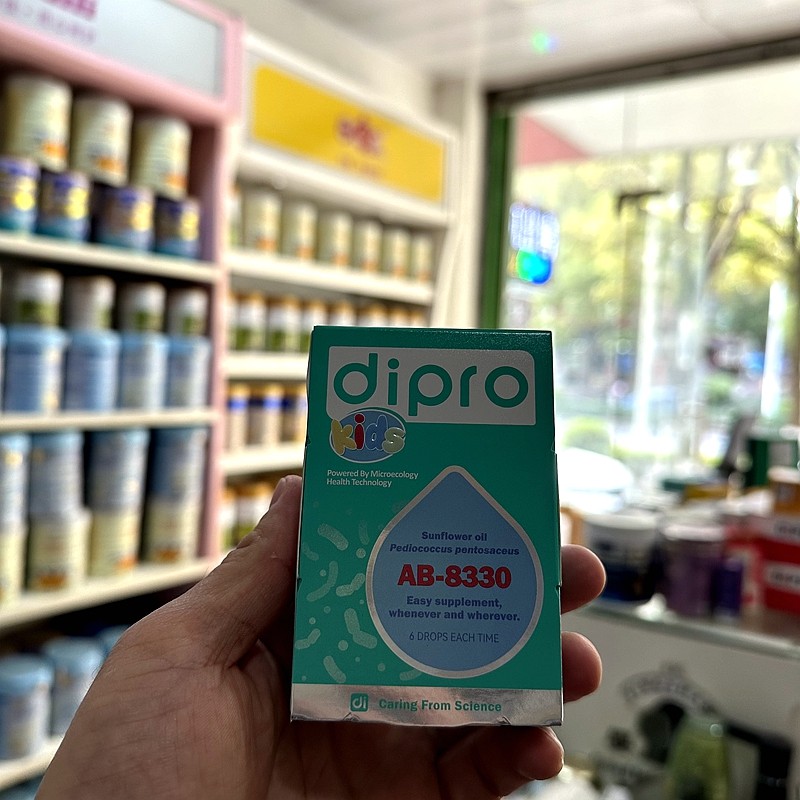 dipro
kids
Powered By Microecology
Health Technology
Sunflower oil
Pediococcus pentosaceus
AB-8330
Easy supplement,
whenever and wherever.
6 DROPS EACH TIME
di Caring From Science